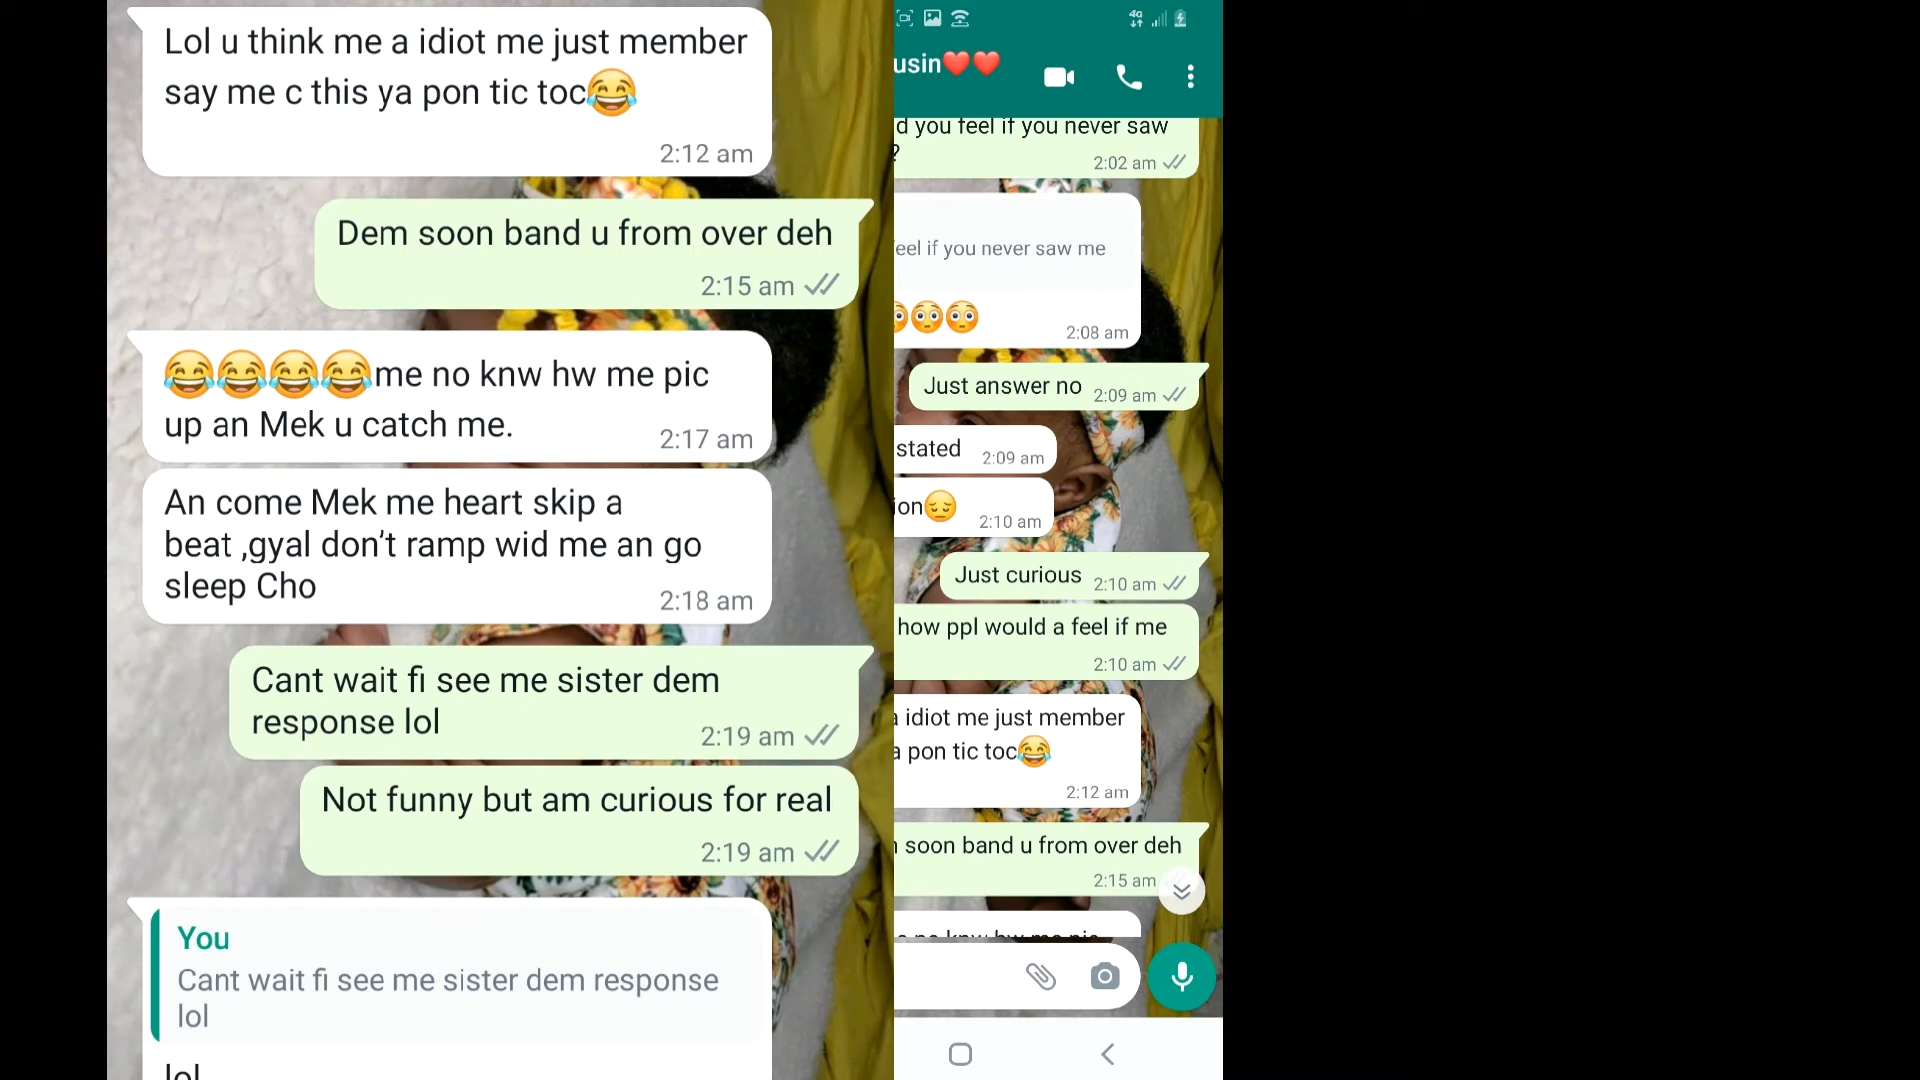 Lol u think me a idiot me just member
say me c this ya pon tic toc😂
2:12 am
Dem soon band u from over deh
2:15 am
😂😂😂😂me no knw hw me pic
up an Mek u catch me.
2:17 am
An come Mek me heart skip a
beat ,gyal don't ramp wid me an go
sleep Cho
2:18 am
Cant wait fi see me sister dem
response lol
2:19 am
Not funny but am curious for real
2:19 am
You
Cant wait fi see me sister dem response
lol
lol
4G
usin❤️❤️
d you feel if you never saw
?
2:02 am
eel if you never saw me
😳😳😳
2:08 am
Just answer no
2:09 am
stated
2:09 am
ion😔
2:10 am
Just curious
2:10 am
how ppl would a feel if me
2:10 am
a idiot me just member
a pon tic toc😂
2:12 am
soon band u from over deh
2:15 am
no knw hw me pic